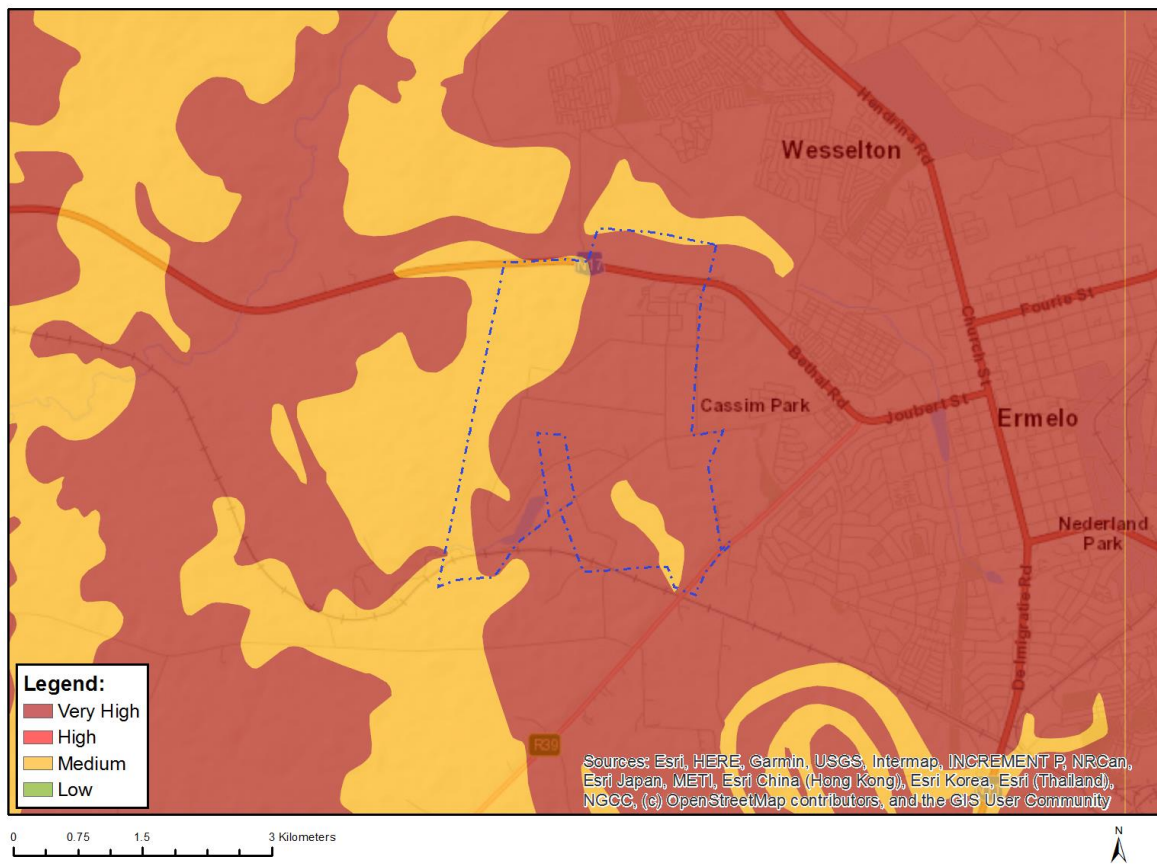 Hendrina Rd
Wesselton
N17
Fourie St
Church St
Bethal Rd
Cassim Park
Joubert St
Ermelo
Nederland
Park
De Imigratie Rd
R39
Legend:
Very High
High
Medium
Low
Sources: Esri, HERE, Garmin, USGS, Intermap, INCREMENT P, NRCan,
Esri Japan, METI, Esri China (Hong Kong), Esri Korea, Esri (Thailand),
NGCC, (c) OpenStreetMap contributors, and the GIS User Community
0 0.75 1.5 3 Kilometers
N